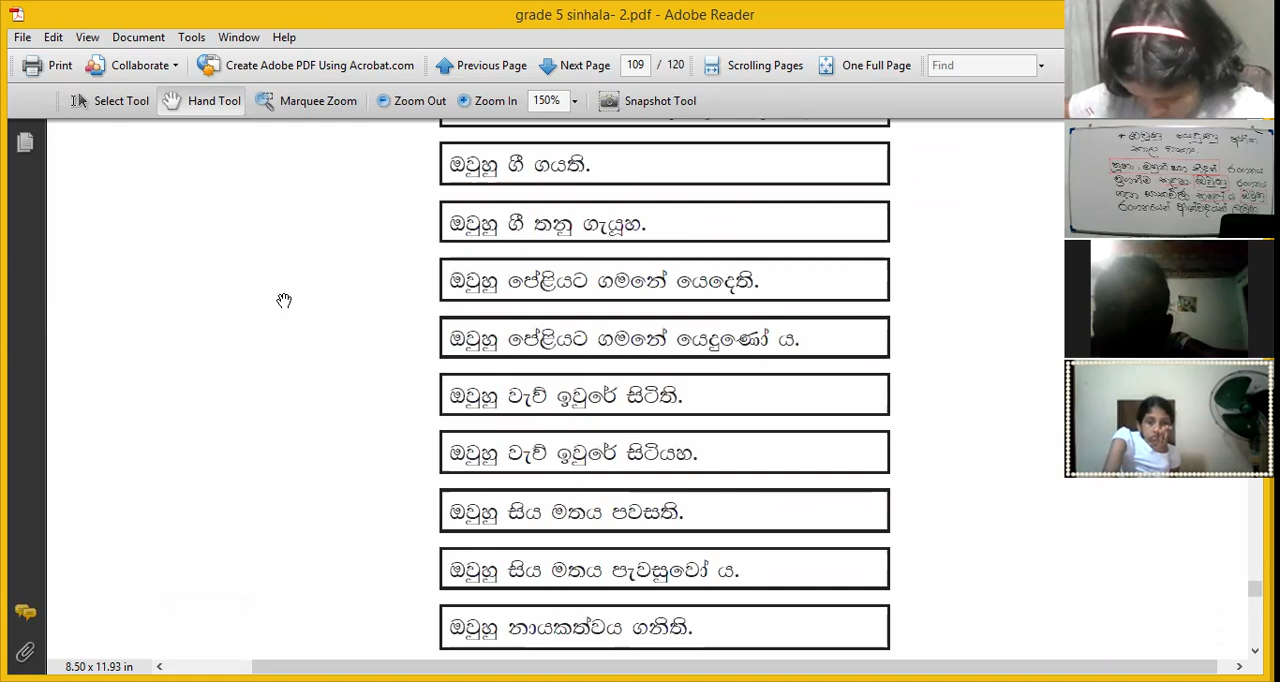 grade 5 sinhala- 2.pdf - Adobe Reader
File Edit View Document Tools Window Help
Print Collaborate Create Adobe PDF Using Acrobat.com Previous Page Next Page 109 / 120 Scrolling Pages One Full Page Find
Select Tool Hand Tool Marquee Zoom Zoom Out Zoom In 150% Snapshot Tool
ඔවුහු ගී ගයති.
ඔවුහු ගී තනු ගැයූහ.
ඔවුහු පේළියට ගමනේ යෙදෙති.
ඔවුහු පේළියට ගමනේ යෙදුණෝ ය.
ඔවුහු වැව් ඉවුරේ සිටිති.
ඔවුහු වැව් ඉවුරේ සිටියහ.
ඔවුහු සිය මතය පවසති.
ඔවුහු සිය මතය පැවසුවෝ ය.
ඔවුහු නායකත්වය ගනිති.
8.50 x 11.93 in